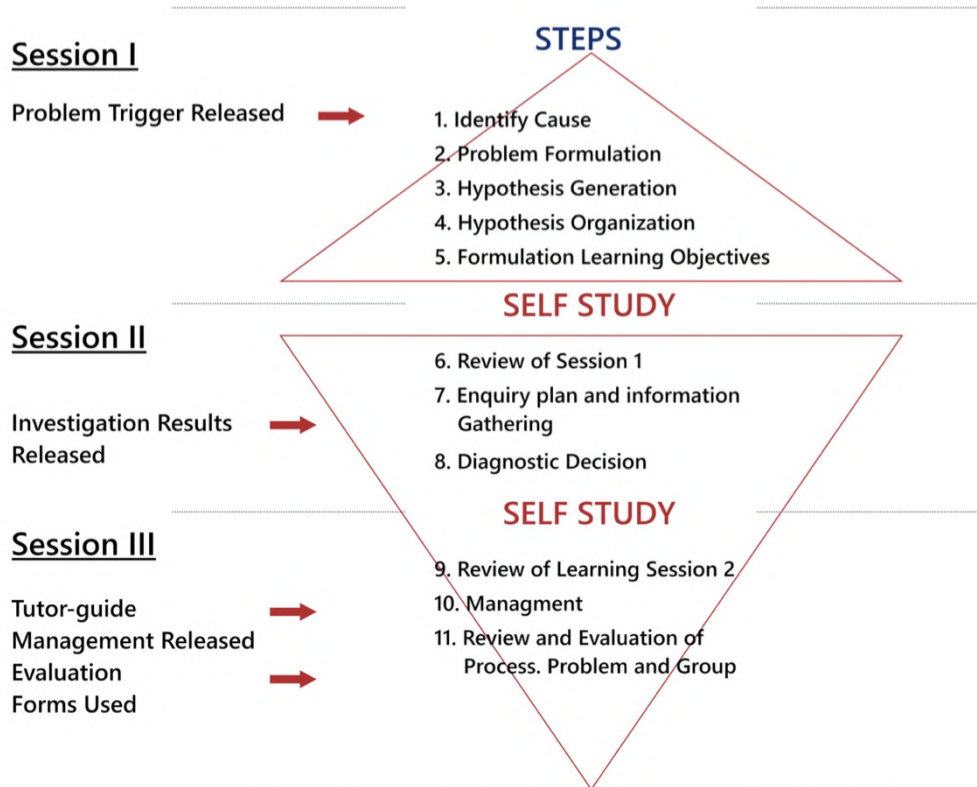 STEPS
Session I
Problem Trigger Released
1. Identify Cause
2. Problem Formulation
3. Hypothesis Generation
4. Hypothesis Organization
5. Formulation Learning Objectives
SELF STUDY
Session II
Investigation Results
Released
6. Review of Session 1
7. Enquiry plan and information
Gathering
8. Diagnostic Decision
SELF STUDY
Session III
Tutor-guide
Management Released
Evaluation
Forms Used
9. Review of Learning Session 2
10. Managment
11. Review and Evaluation of
Process. Problem and Group